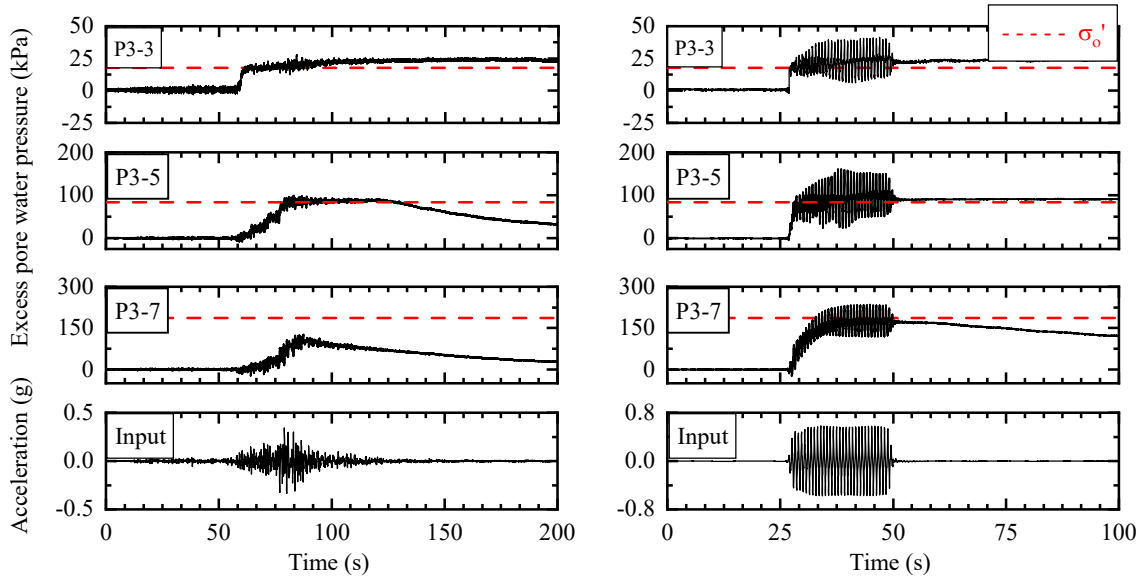 Excess pore water pressure (kPa)
Acceleration (g)
50
25
0
-25
P3-3
200
100
0
P3-5
300
150
0
P3-7
0.5
0.0
-0.5
Input
0 50 100 150 200
Time (s)
50
25
0
-25
P3-3
σo'
200
100
0
P3-5
300
150
0
P3-7
0.8
0.0
-0.8
Input
0 25 50 75 100
Time (s)